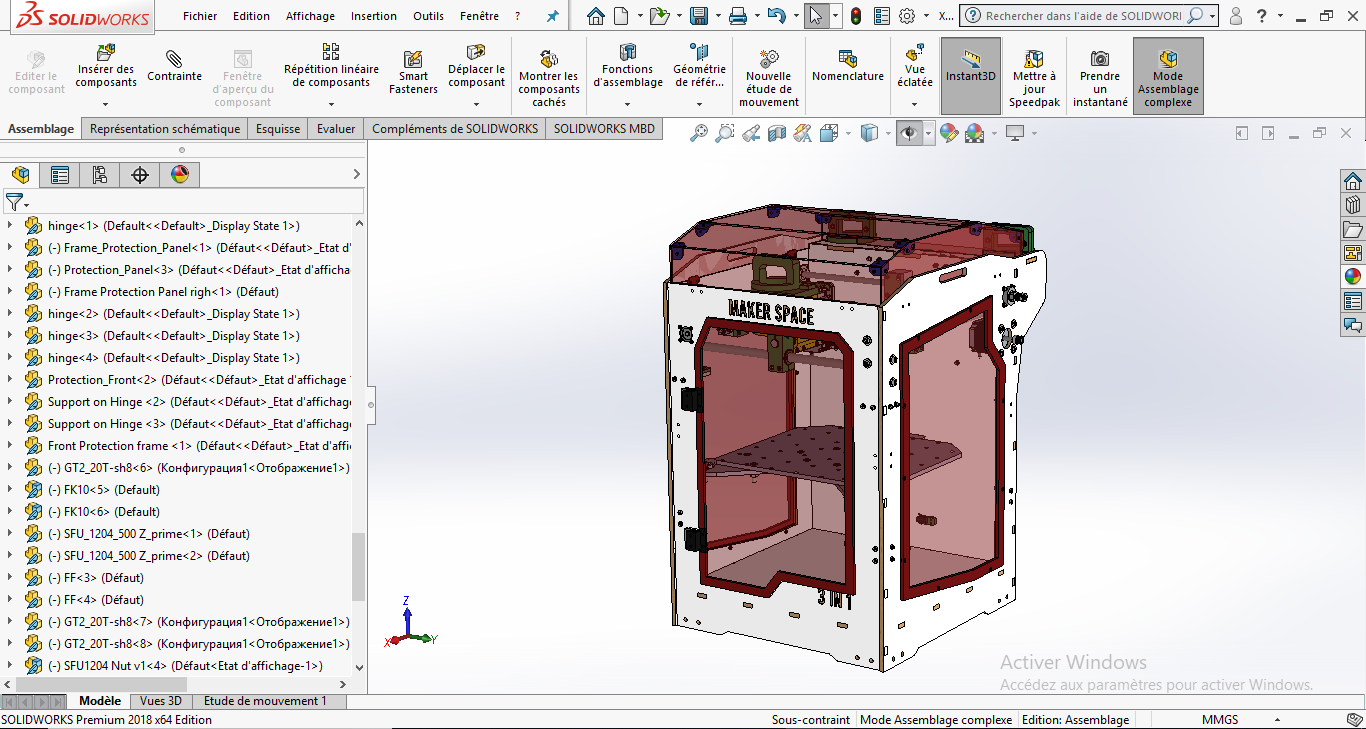 SOLIDWORKS
Fichier Edition Affichage Insertion Outils Fenêtre ?
X...
Rechercher dans l'aide de SOLIDWORI
?
Editer le composant
Insérer des composants
Contrainte
Fenêtre d'aperçu du composant
Répétition linéaire de composants
Smart Fasteners
Déplacer le composant
Montrer les composants cachés
Fonctions d'assemblage
Géométrie de référ...
Nouvelle étude de mouvement
Nomenclature
Vue éclatée
Instant3D
Mettre à jour Speedpak
Prendre un instantané
Mode Assemblage complexe
Assemblage Représentation schématique Esquisse Evaluer Compléments de SOLIDWORKS SOLIDWORKS MBD
hinge<1> (Default<<Default>_Display State 1>)
(-) Frame_Protection_Panel<1> (Défaut<<Défaut>_Etat d'
(-) Protection_Panel<3> (Défaut<<Défaut>_Etat d'afficha
(-) Frame Protection Panel righ<1> (Défaut)
hinge<2> (Default<<Default>_Display State 1>)
hinge<3> (Default<<Default>_Display State 1>)
hinge<4> (Default<<Default>_Display State 1>)
Protection_Front<2> (Défaut<<Défaut>_Etat d'affichage
Support on Hinge <2> (Défaut<<Défaut>_Etat d'affichage
Support on Hinge <3> (Défaut<<Défaut>_Etat d'affichage
Front Protection frame <1> (Défaut<<Défaut>_Etat d'affi
(-) GT2_20T-sh8<6> (Конфигурация1<Отображение1>)
(-) FK10<5> (Default)
(-) FK10<6> (Default)
(-) SFU_1204_500 Z_prime<1> (Défaut)
(-) SFU_1204_500 Z_prime<2> (Défaut)
(-) FF<3> (Défaut)
(-) FF<4> (Défaut)
(-) GT2_20T-sh8<7> (Конфигурация1<Отображение1>)
(-) GT2_20T-sh8<8> (Конфигурация1<Отображение1>)
(-) SFU1204 Nut v1<4> (Défaut<Etat d'affichage-1>)
MAKER SPACE
3 IN 1
Z
X
Y
Activer Windows
Accédez aux paramètres pour activer Windows.
Modèle Vues 3D Etude de mouvement 1
SOLIDWORKS Premium 2018 x64 Edition
Sous-contraint Mode Assemblage complexe Edition: Assemblage MMGS